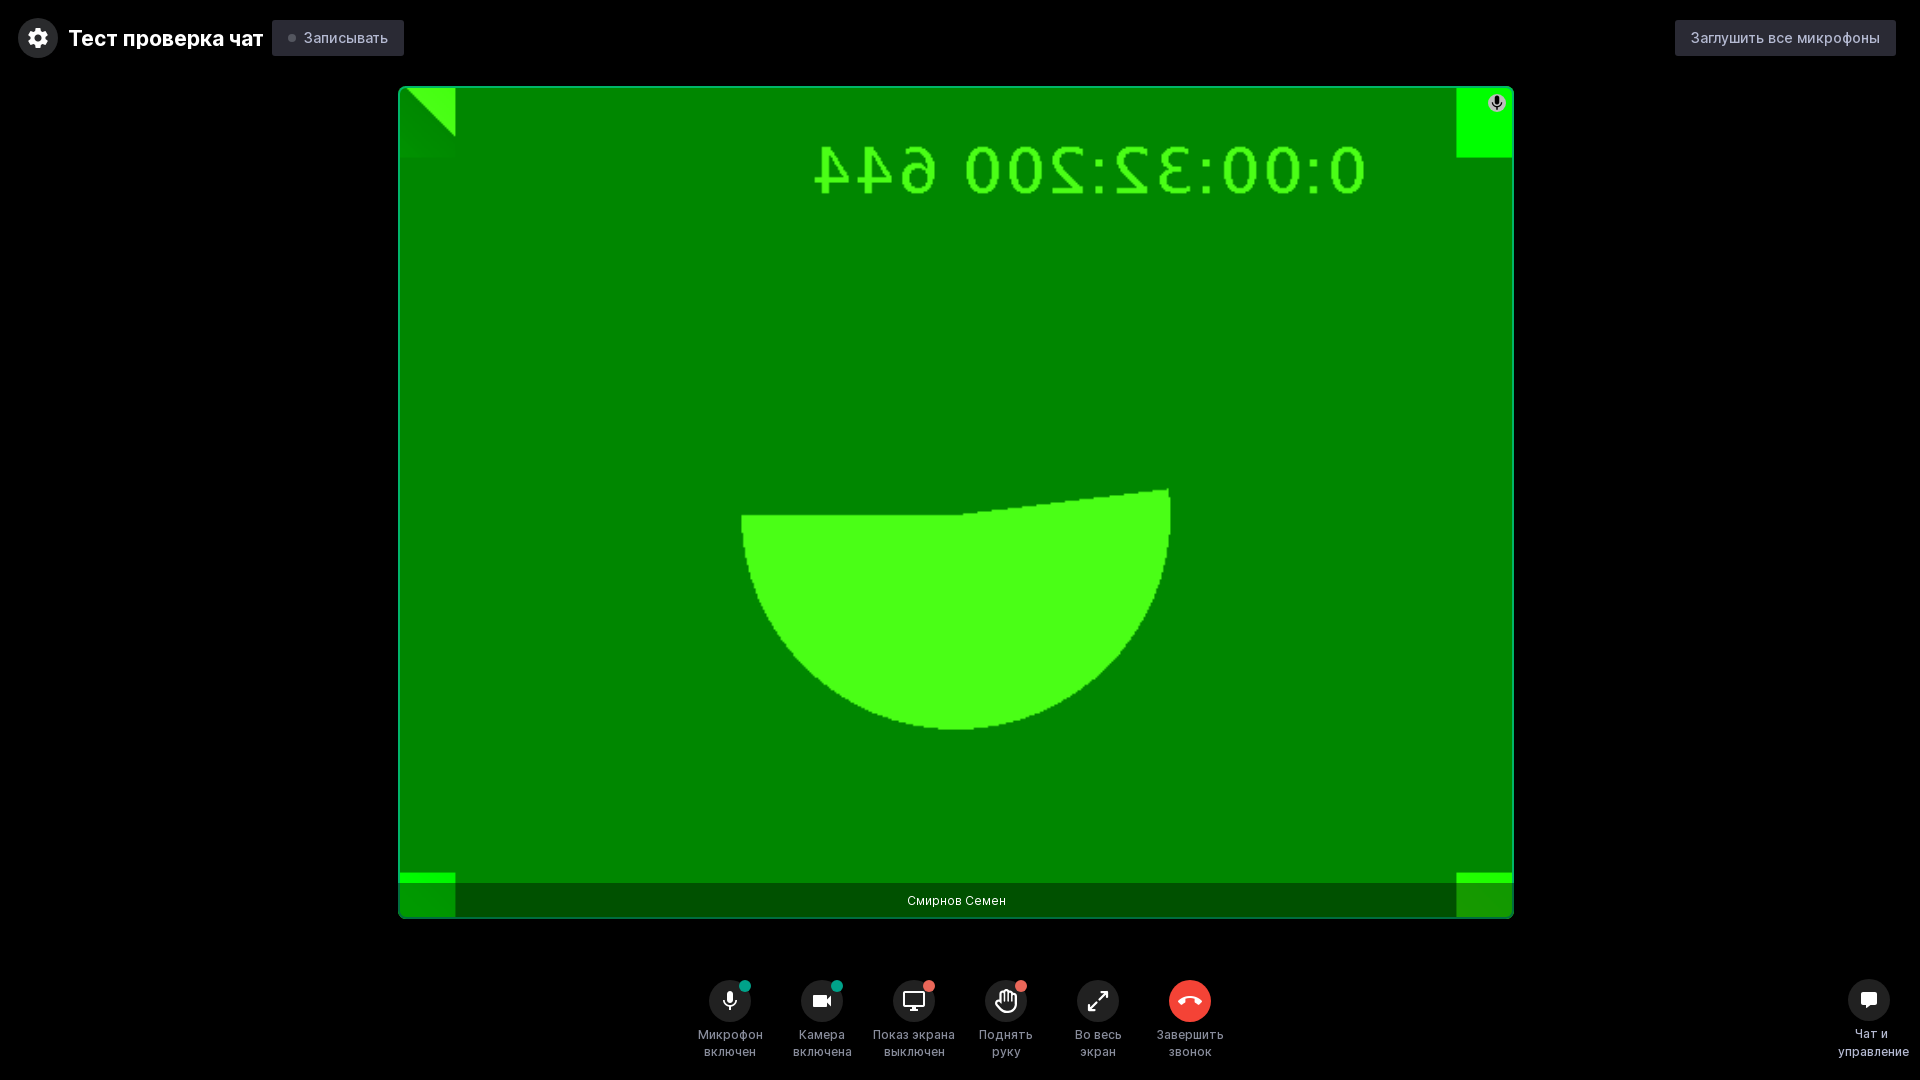 Тест проверка чат
Записывать
Заглушить все микрофоны
0:00:32:200 644
Смирнов Семен
Микрофон
включен
Камера
включена
Показ экрана
выключен
Поднять
руку
Во весь
экран
Завершить
звонок
Чат и
управление